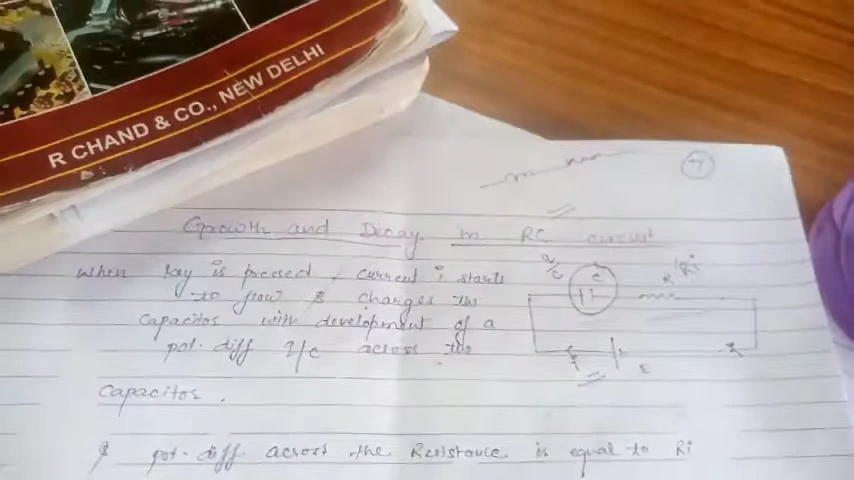 R CHAND & CO., NEW DELHI
7
Growth and Decay in RC circuit
When key is pressed, current i starts
to grow & charges the
capacitor with development of a
pot. diff q/c across the
capacitor.
q/c
C
R
Ri
E
& pot. diff. across the Resistance is equal to Ri